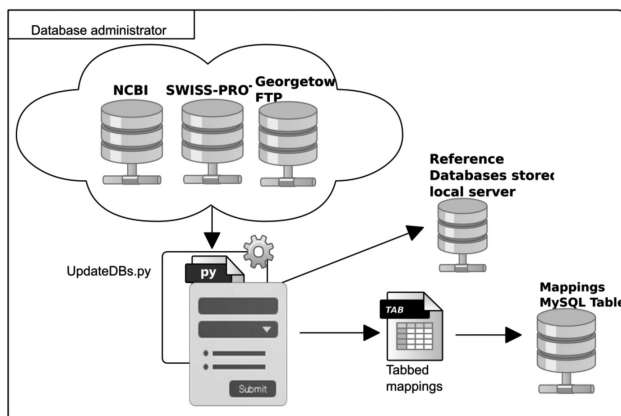 Database administrator
NCBI
SWISS-PRO
Georgetow
FTP
Reference
Databases stored
local server
UpdateDBs.py
py
Submit
TAB
Tabbed
mappings
Mappings
MySQL Table